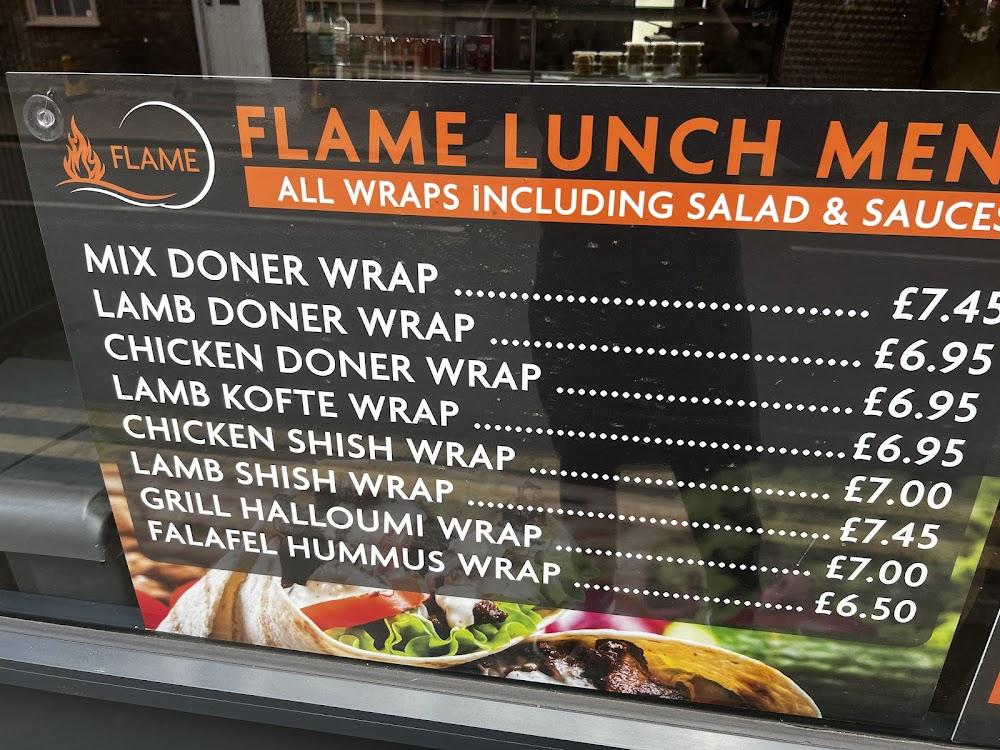 FLAME
FLAME LUNCH MEN
ALL WRAPS iNCLUDING SALAD & SAUCES
MIX DONER WRAP ........................................ £7.45
LAMB DONER WRAP ........................................ £6.95
CHICKEN DONER WRAP ........................................ £6.95
LAMB KOFTE WRAP ........................................ £6.95
CHICKEN SHISH WRAP ........................................ £7.00
LAMB SHISH WRAP ........................................ £7.45
GRILL HALLOUMI WRAP ........................................ £7.00
FALAFEL HUMMUS WRAP ........................................ £6.50